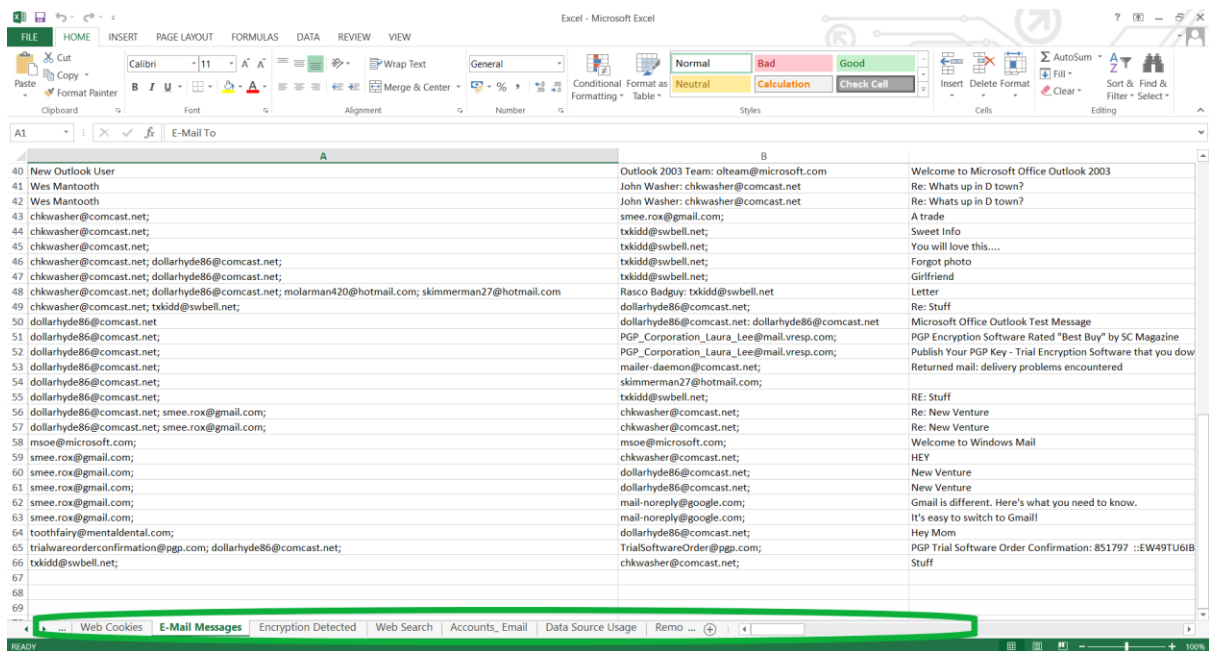 Excel - Microsoft Excel
FILE HOME INSERT PAGE LAYOUT FORMULAS DATA REVIEW VIEW
Cut
Copy
Format Painter
Paste
Clipboard
Calibri 11
B I U
Font
Wrap Text
Merge & Center
Alignment
General
Number
Conditional Formatting
Format as Table
Normal Bad Good
Neutral Calculation Check Cell
Styles
Insert Delete Format
Cells
AutoSum
Fill
Clear
Sort & Filter
Find & Select
Editing
A1 fx E-Mail To
A B
40 New Outlook User Outlook 2003 Team: olteam@microsoft.com Welcome to Microsoft Office Outlook 2003
41 Wes Mantooth John Washer: chkwasher@comcast.net Re: Whats up in D town?
42 Wes Mantooth John Washer: chkwasher@comcast.net Re: Whats up in D town?
43 chkwasher@comcast.net; smee.rox@gmail.com; A trade
44 chkwasher@comcast.net; txkidd@swbell.net; Sweet Info
45 chkwasher@comcast.net; txkidd@swbell.net; You will love this....
46 chkwasher@comcast.net; dollarhyde86@comcast.net; txkidd@swbell.net; Forgot photo
47 chkwasher@comcast.net; dollarhyde86@comcast.net; txkidd@swbell.net; Girlfriend
48 chkwasher@comcast.net; dollarhyde86@comcast.net; molarman420@hotmail.com; skimmerman27@hotmail.com Rasco Badguy: txkidd@swbell.net Letter
49 chkwasher@comcast.net; txkidd@swbell.net; dollarhyde86@comcast.net; Re: Stuff
50 dollarhyde86@comcast.net dollarhyde86@comcast.net: dollarhyde86@comcast.net Microsoft Office Outlook Test Message
51 dollarhyde86@comcast.net; PGP_Corporation_Laura_Lee@mail.vresp.com; PGP Encryption Software Rated "Best Buy" by SC Magazine
52 dollarhyde86@comcast.net; PGP_Corporation_Laura_Lee@mail.vresp.com; Publish Your PGP Key - Trial Encryption Software that you dow
53 dollarhyde86@comcast.net; mailer-daemon@comcast.net; Returned mail: delivery problems encountered
54 dollarhyde86@comcast.net; skimmerman27@hotmail.com;
55 dollarhyde86@comcast.net; txkidd@swbell.net; RE: Stuff
56 dollarhyde86@comcast.net; smee.rox@gmail.com; chkwasher@comcast.net; Re: New Venture
57 dollarhyde86@comcast.net; smee.rox@gmail.com; chkwasher@comcast.net; Re: New Venture
58 msoe@microsoft.com; msoe@microsoft.com; Welcome to Windows Mail
59 smee.rox@gmail.com; chkwasher@comcast.net; HEY
60 smee.rox@gmail.com; dollarhyde86@comcast.net; New Venture
61 smee.rox@gmail.com; dollarhyde86@comcast.net; New Venture
62 smee.rox@gmail.com; mail-noreply@google.com; Gmail is different. Here's what you need to know.
63 smee.rox@gmail.com; mail-noreply@google.com; It's easy to switch to Gmail!
64 toothfairy@mentaldental.com; dollarhyde86@comcast.net; Hey Mom
65 trialwareorderconfirmation@pgp.com; dollarhyde86@comcast.net; TrialSoftwareOrder@pgp.com; PGP Trial Software Order Confirmation: 851797 ::EW49TU6IB
66 txkidd@swbell.net; chkwasher@comcast.net; Stuff
67
68
69
... Web Cookies E-Mail Messages Encryption Detected Web Search Accounts_ Email Data Source Usage Remo ...
READY 100%